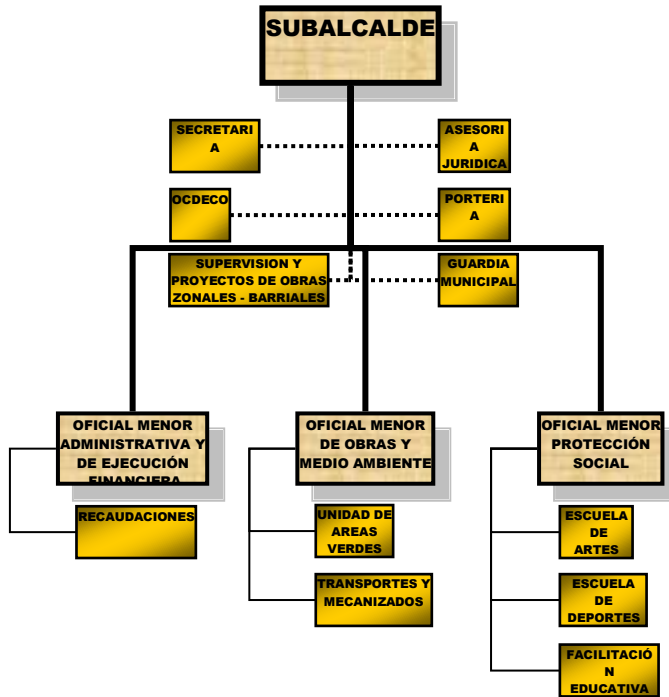 SUBALCALDE
SECRETARI
A
ASESORI
A
JURIDICA
OCDECO
PORTERI
A
SUPERVISION Y
PROYECTOS DE OBRAS
ZONALES - BARRIALES
GUARDIA
MUNICIPAL
OFICIAL MENOR
ADMINISTRATIVA Y
DE EJECUCIÓN
FINANCIERA
OFICIAL MENOR
DE OBRAS Y
MEDIO AMBIENTE
OFICIAL MENOR
PROTECCIÓN
SOCIAL
RECAUDACIONES
UNIDAD DE
AREAS
VERDES
ESCUELA
DE
ARTES
TRANSPORTES Y
MECANIZADOS
ESCUELA
DE
DEPORTES
FACILITACIÓ
N
EDUCATIVA